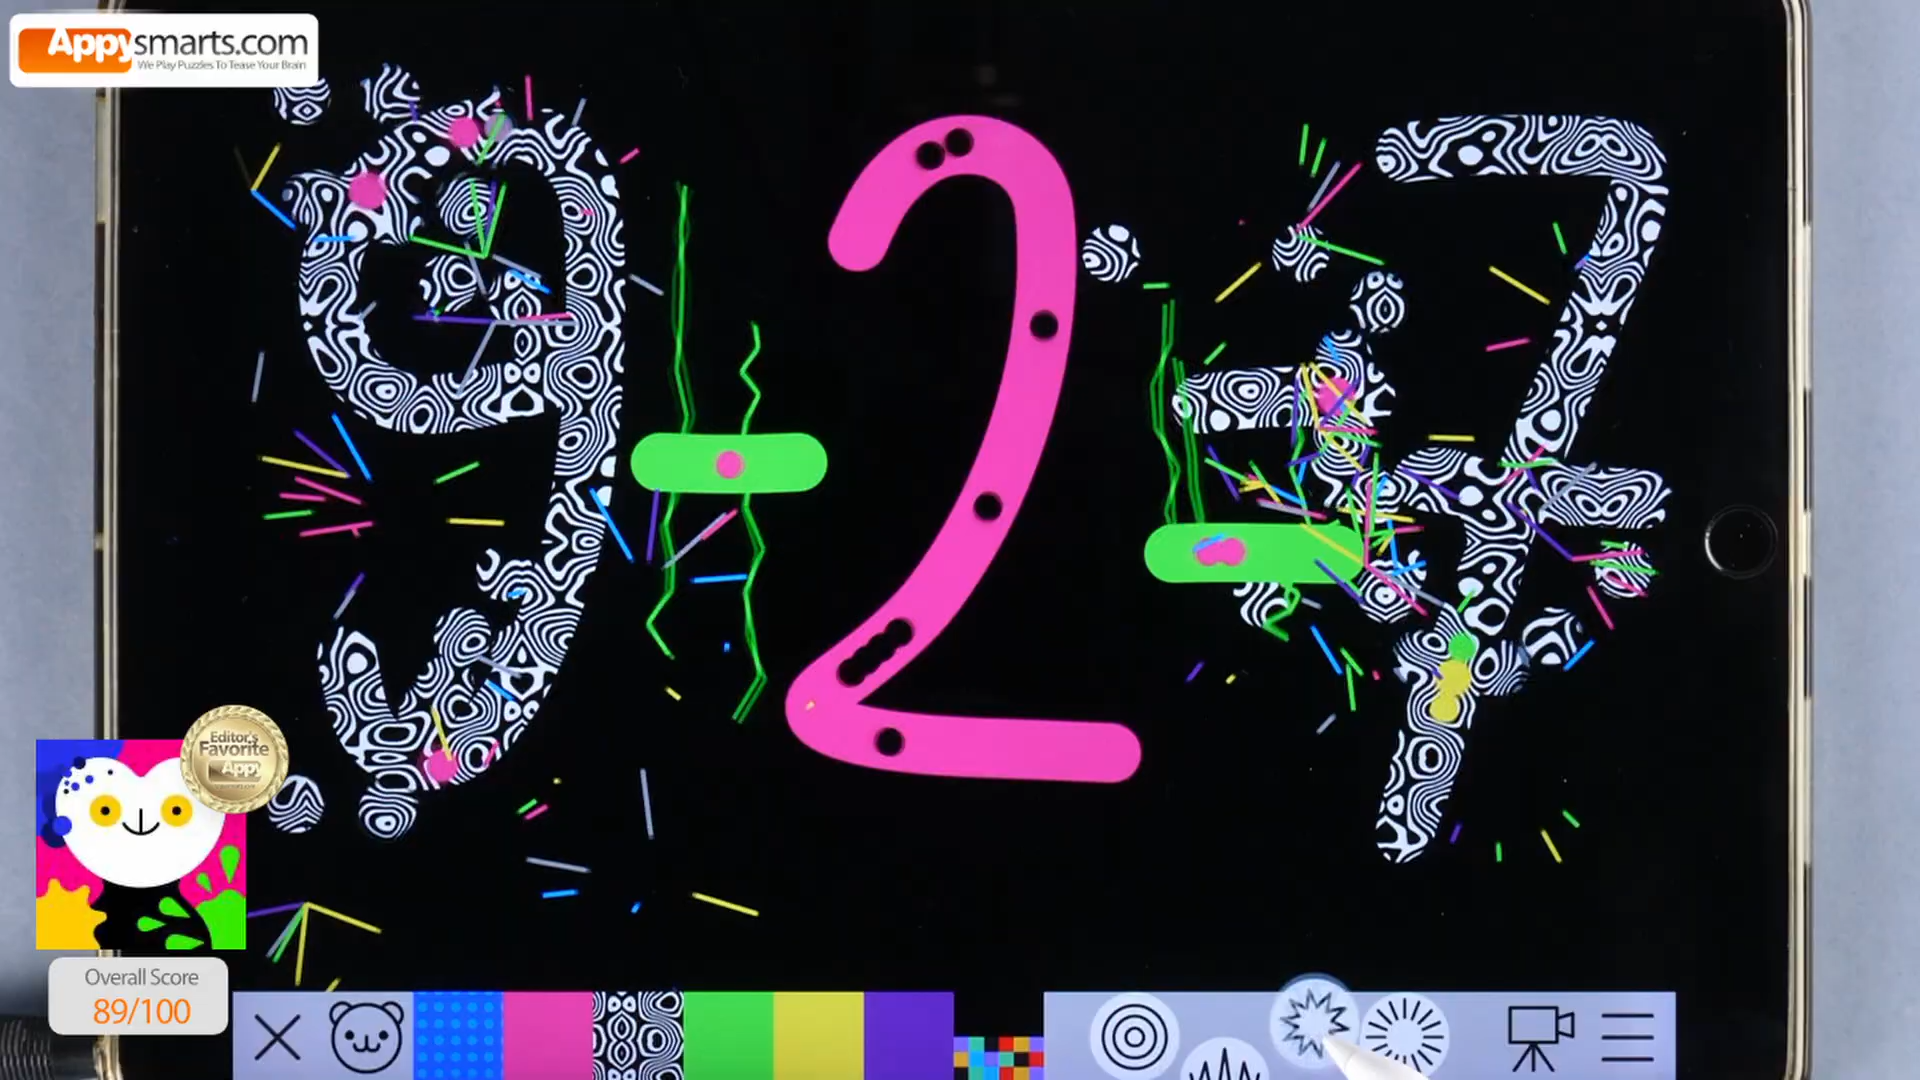 Appysmarts.com
We Play Puzzles To Tease Your Brain
9 - 2 = 7
Editor's
Favorite
Appy
Overall Score
89/100